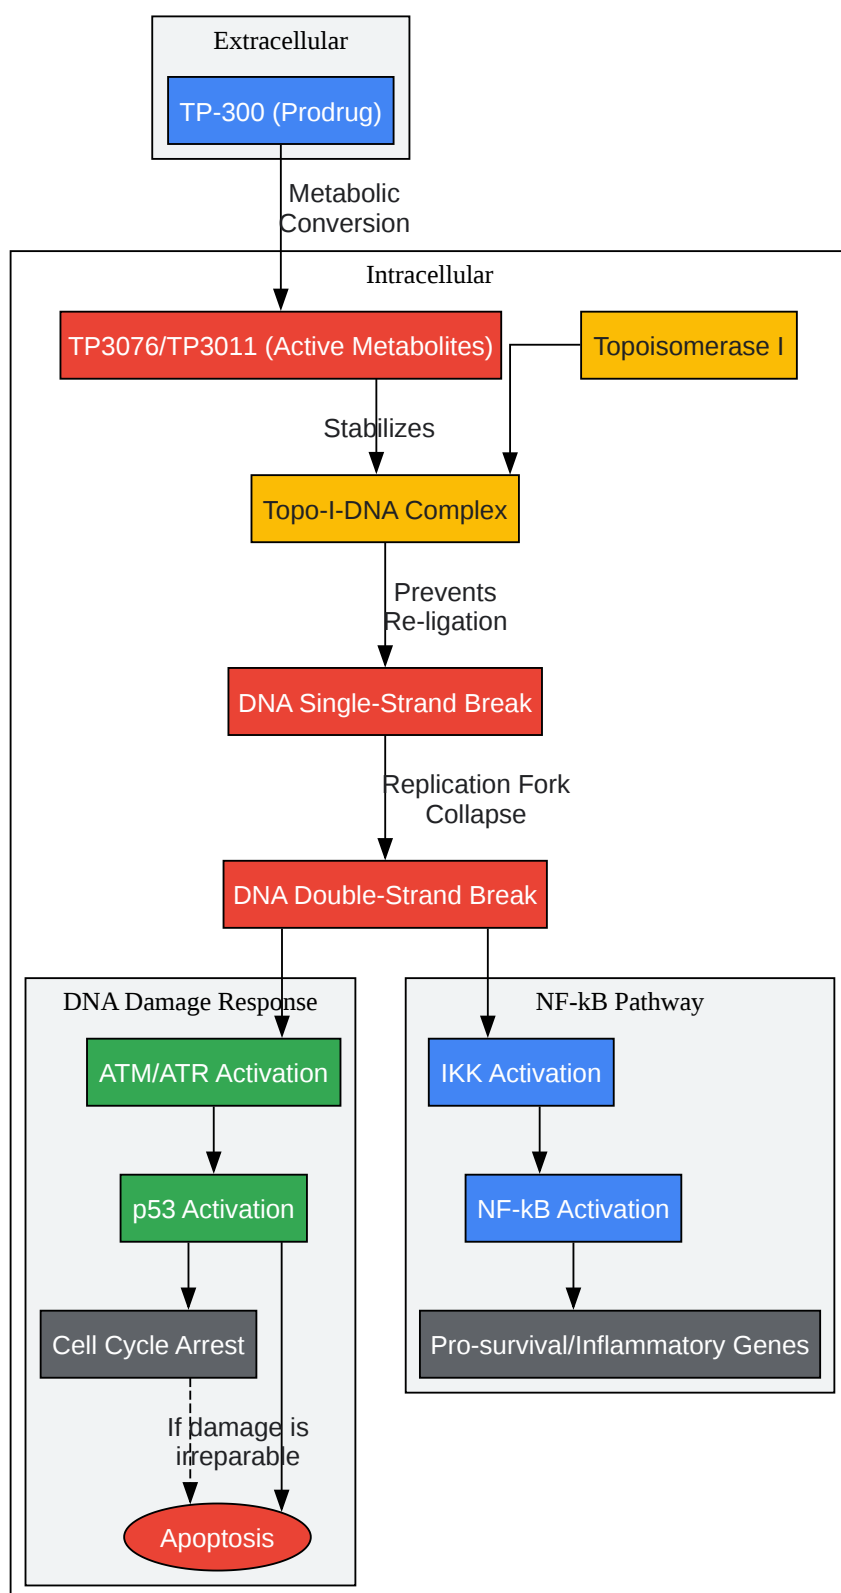 Extracellular
TP-300 (Prodrug)
Metabolic
Conversion
Intracellular
TP3076/TP3011 (Active Metabolites)
Topoisomerase I
Stabilizes
Topo-I-DNA Complex
Prevents
Re-ligation
DNA Single-Strand Break
Replication Fork
Collapse
DNA Double-Strand Break
DNA Damage Response
ATM/ATR Activation
p53 Activation
Cell Cycle Arrest
If damage is
irreparable
Apoptosis
NF-kB Pathway
IKK Activation
NF-kB Activation
Pro-survival/Inflammatory Genes